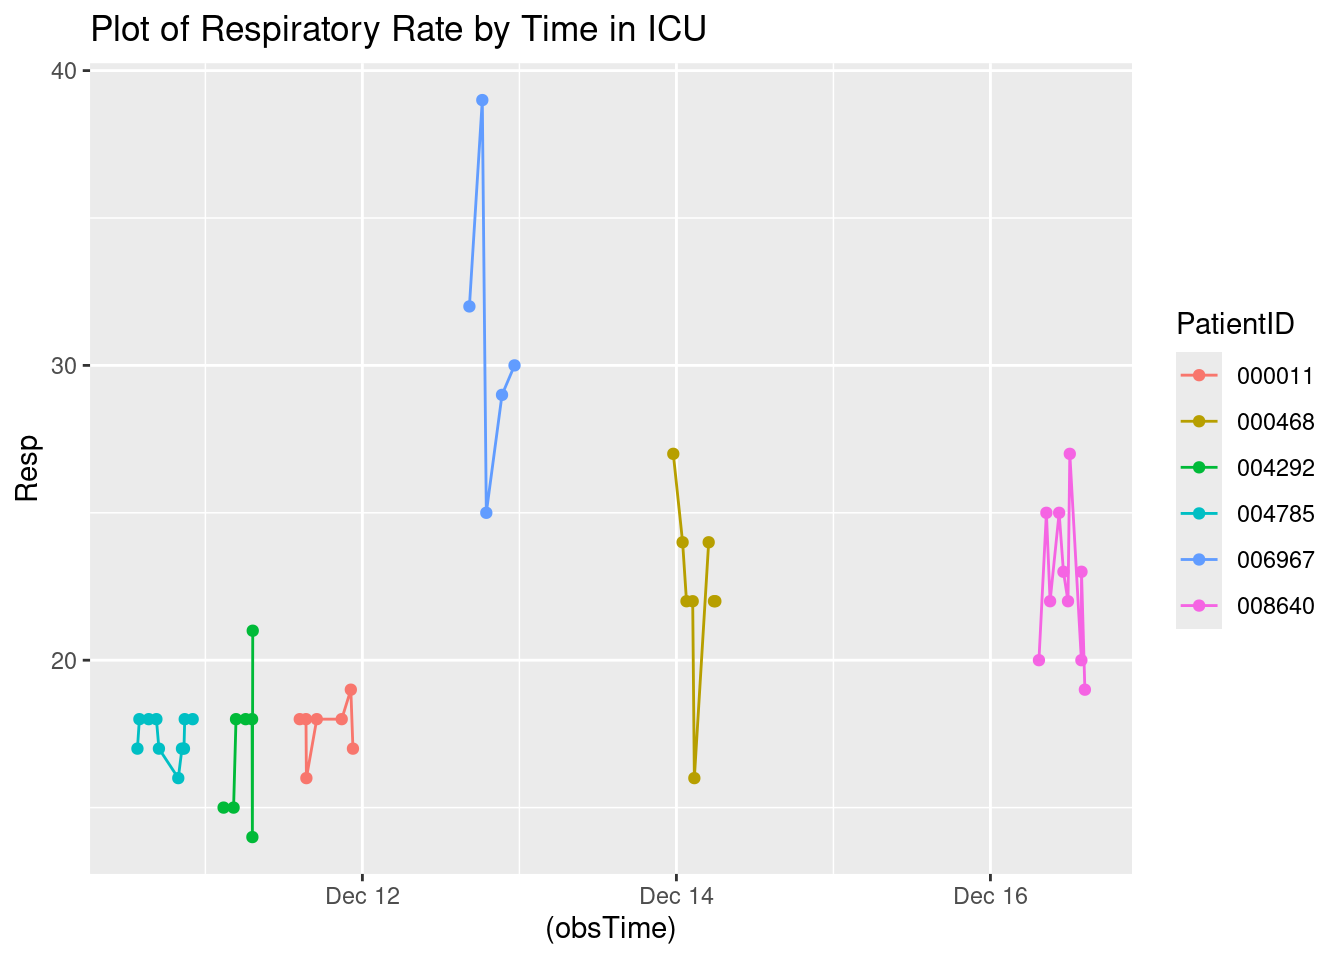 Plot of Respiratory Rate by Time in ICU
40
30
20
Resp
Dec 12
Dec 14
Dec 16
(obsTime)
PatientID
000011
000468
004292
004785
006967
008640